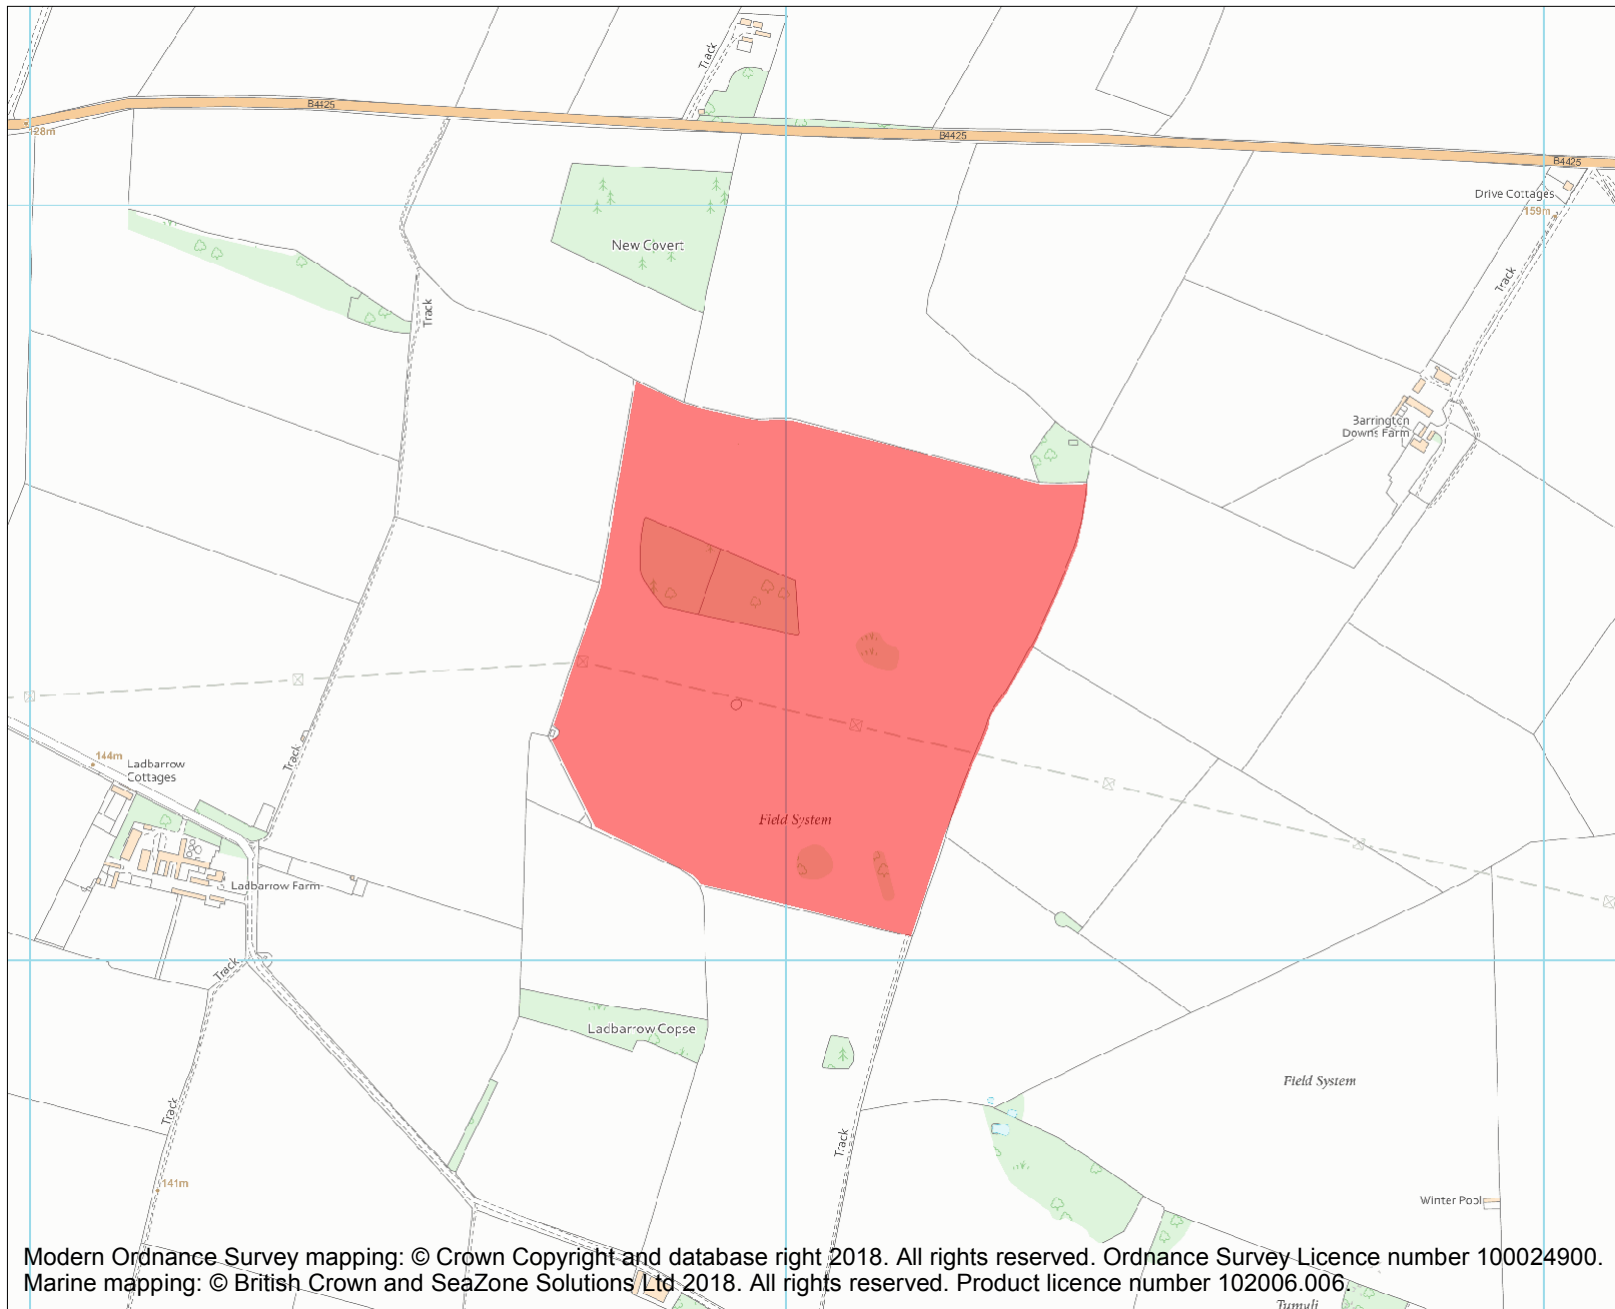 Track
B4425
B4425
B4425
28m
Drive Cottages
159m
New Covert
Track
Track
Barrington
Downs Farm
Track
144m
Ladbarrow
Cottages
Field System
Ladbarrow Farm
Track
Ladbarrow Copse
Field System
Track
Track
141m
Winter Pool
Modern Ordnance Survey mapping: © Crown Copyright and database right 2018. All rights reserved. Ordnance Survey Licence number 100024900.
Marine mapping: © British Crown and SeaZone Solutions Ltd 2018. All rights reserved. Product licence number 102006.006.
Tumuli